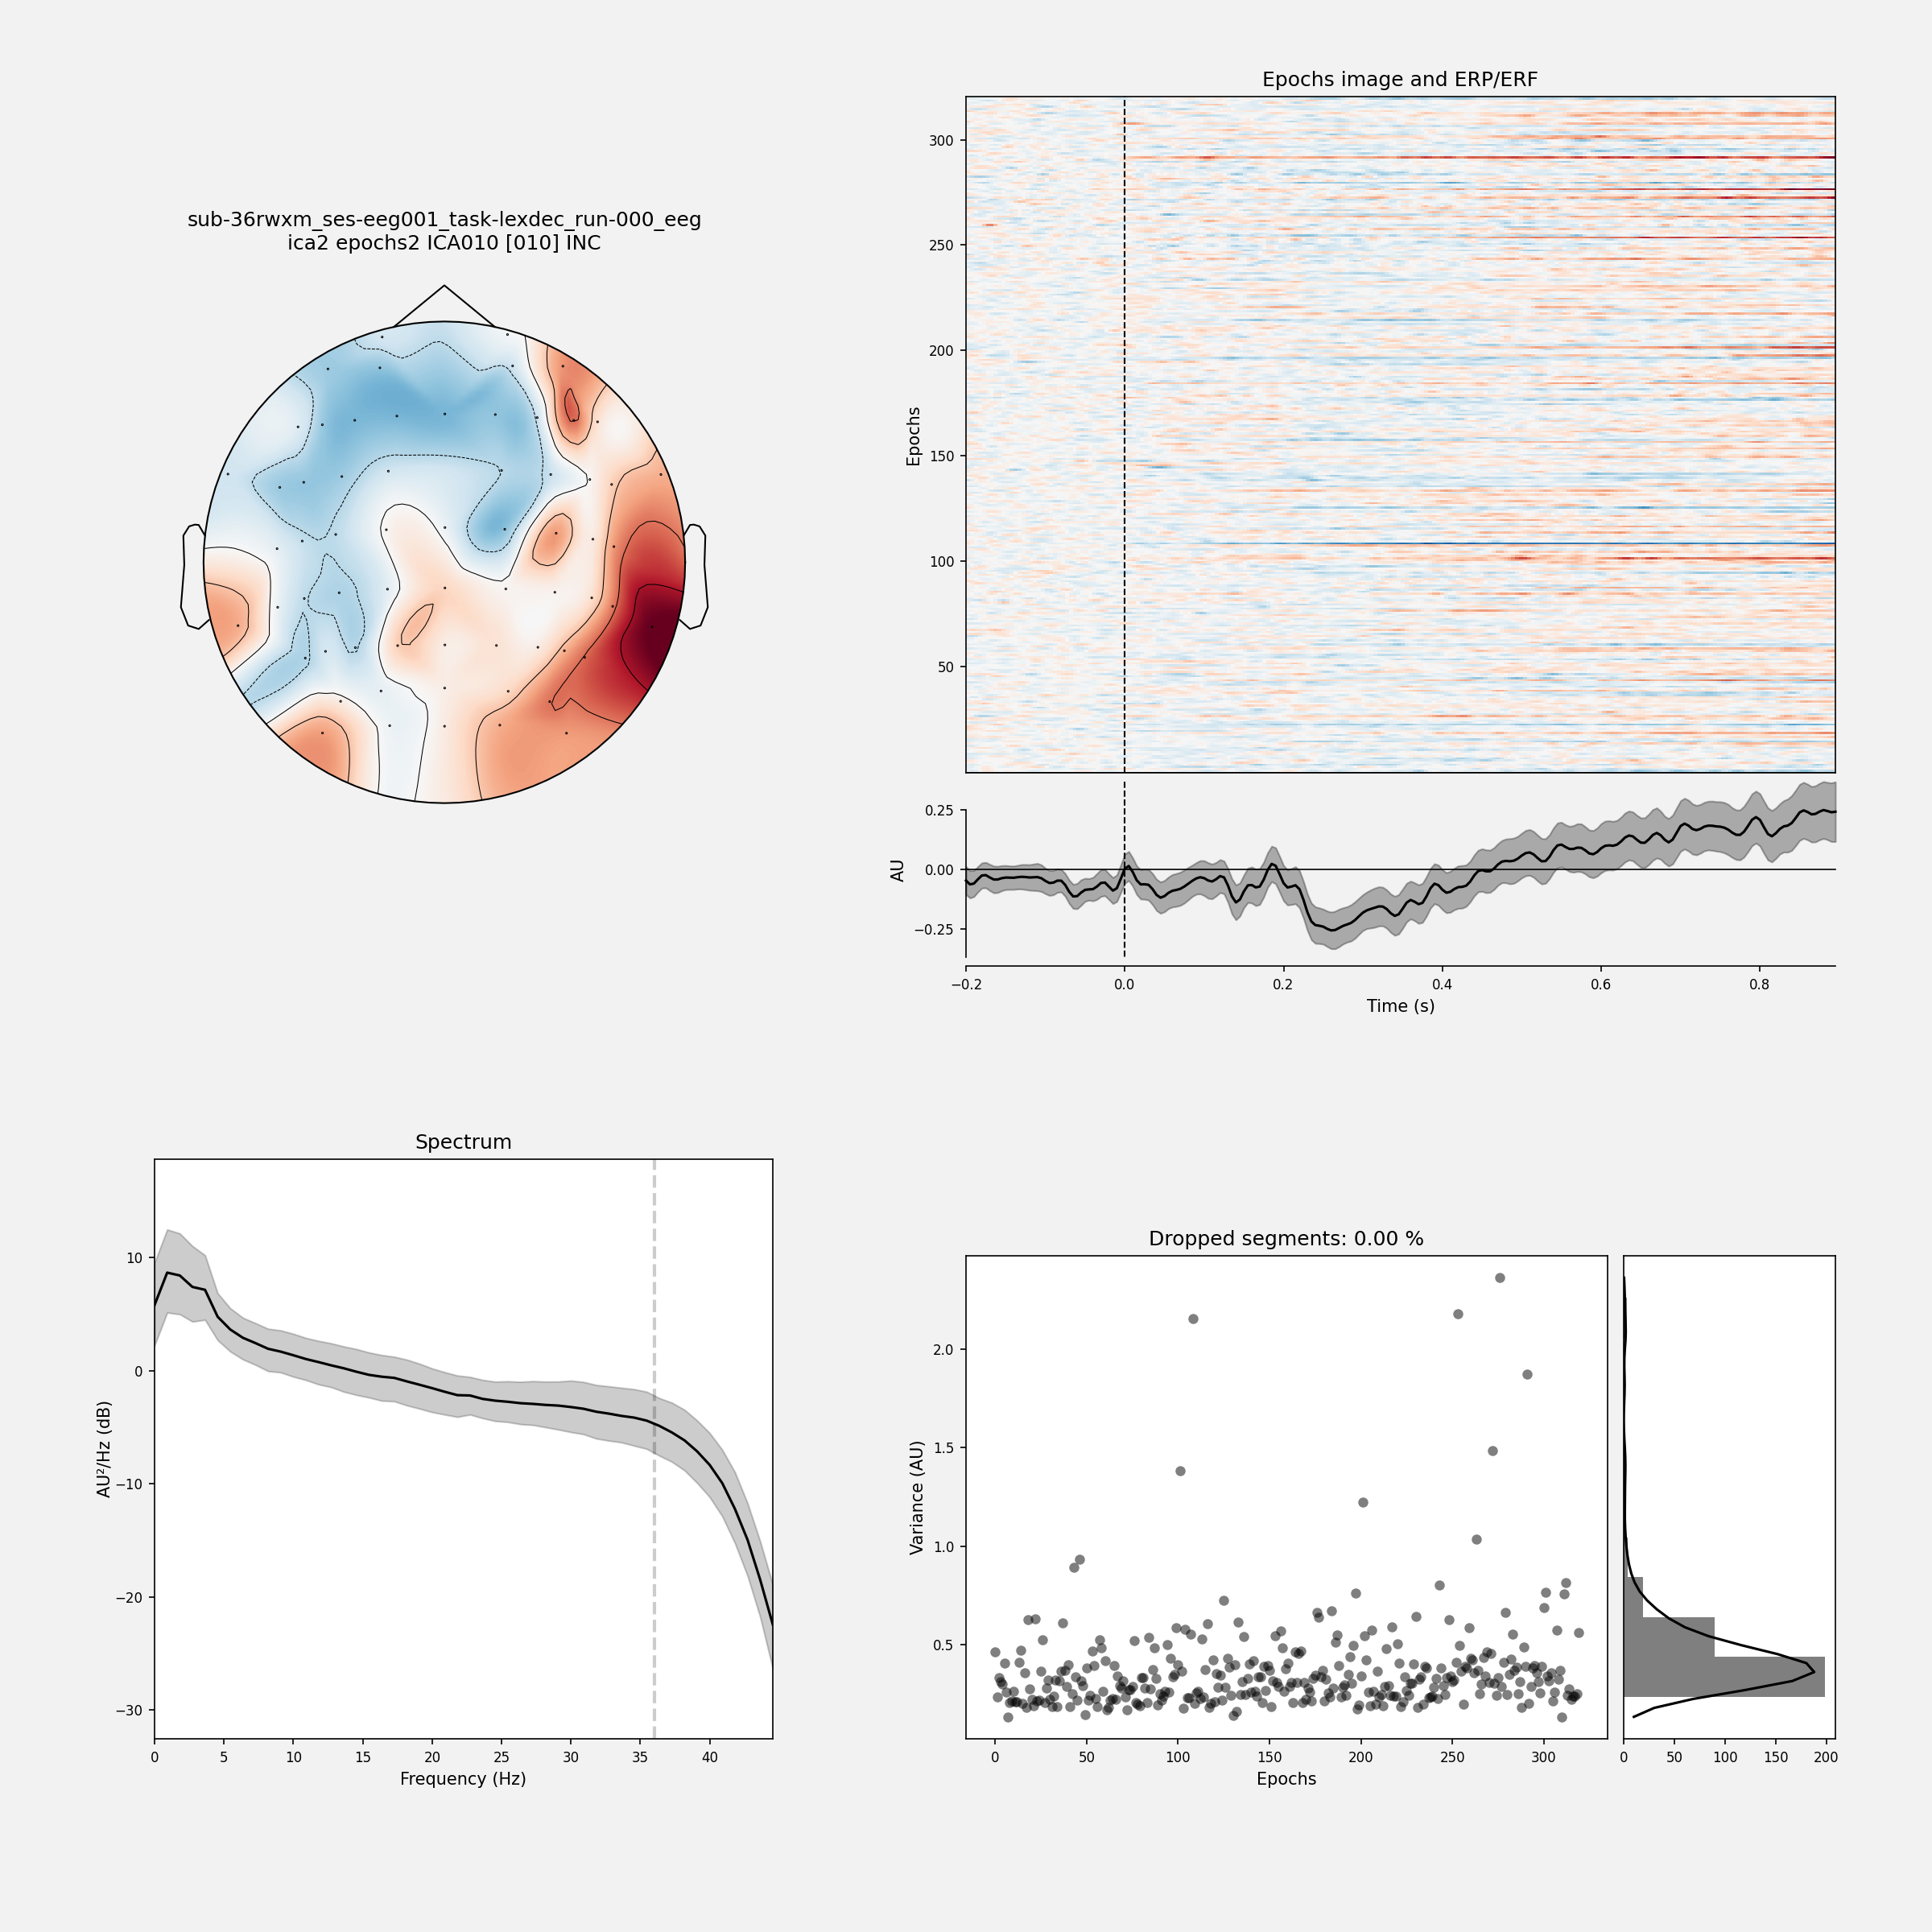 sub-36rwxm_ses-eeg001_task-lexdec_run-000_eeg
ica2 epochs2 ICA010 [010] INC
Epochs image and ERP/ERF
Epochs
300
250
200
150
100
50
AU
0.25
0.00
−0.25
−0.2 0.0 0.2 0.4 0.6 0.8
Time (s)
Spectrum
AU²/Hz (dB)
10
0
−10
−20
−30
0 5 10 15 20 25 30 35 40
Frequency (Hz)
Dropped segments: 0.00 %
Variance (AU)
2.0
1.5
1.0
0.5
0 50 100 150 200 250 300
Epochs
0 50 100 150 200